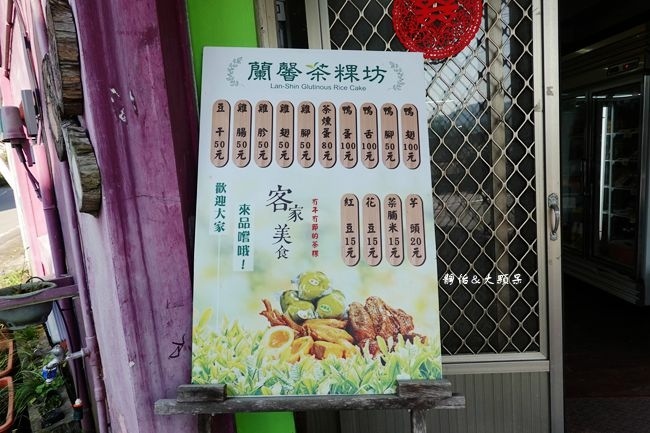 蘭馨茶粿坊
Lan-Shin Glutinous Rice Cake
豆干50元
雞腸50元
雞胗50元
雞翅50元
雞腳50元
茶燻蛋80元
鴨蛋100元
鴨舌100元
鴨腳50元
鴨翅100元
歡迎大家
來品嚐哦!
客家美食
有年有節的茶粿
紅豆15元
花豆15元
菜脯米15元
芋頭20元
靜怡&大顆呆